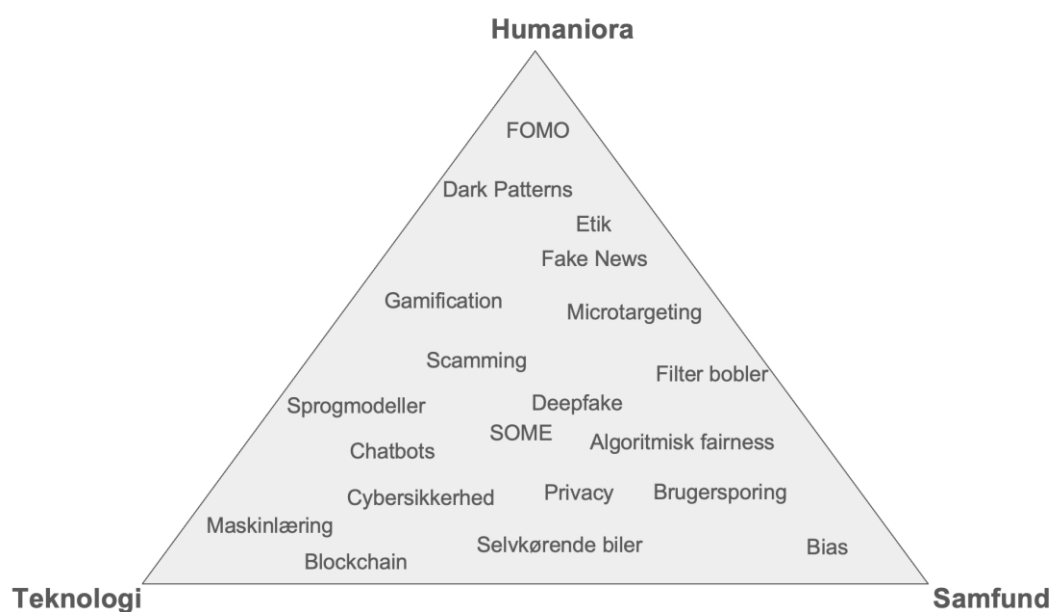 Humaniora
FOMO
Dark Patterns
Etik
Fake News
Gamification
Microtargeting
Scamming
Filter bobler
Sprogmodeller
Deepfake
SOME
Algoritmisk fairness
Chatbots
Cybersikkerhed
Privacy
Brugersporing
Maskinlæring
Selvkørende biler
Bias
Blockchain
Teknologi
Samfund